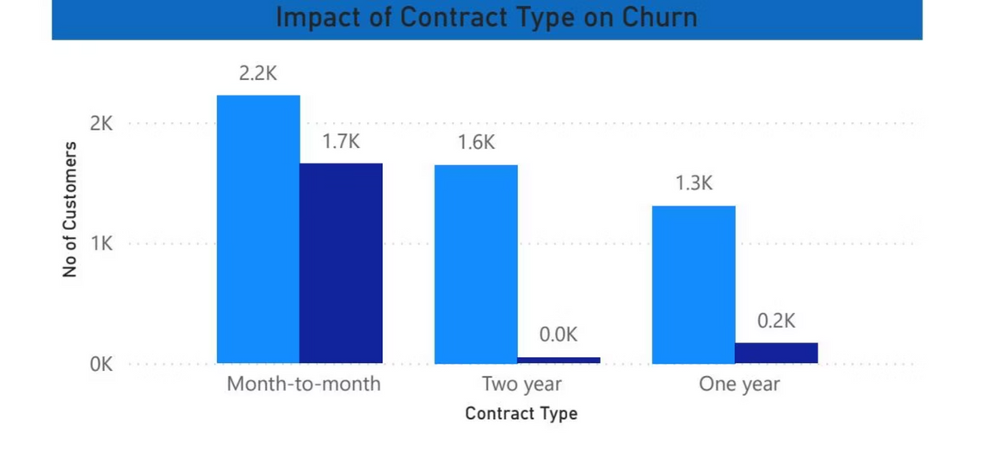 Impact of Contract Type on Churn
2.2K
2K
1.7K
1.6K
1.3K
No of Customers
1K
0.0K
0.2K
0K
Month-to-month
Two year
One year
Contract Type